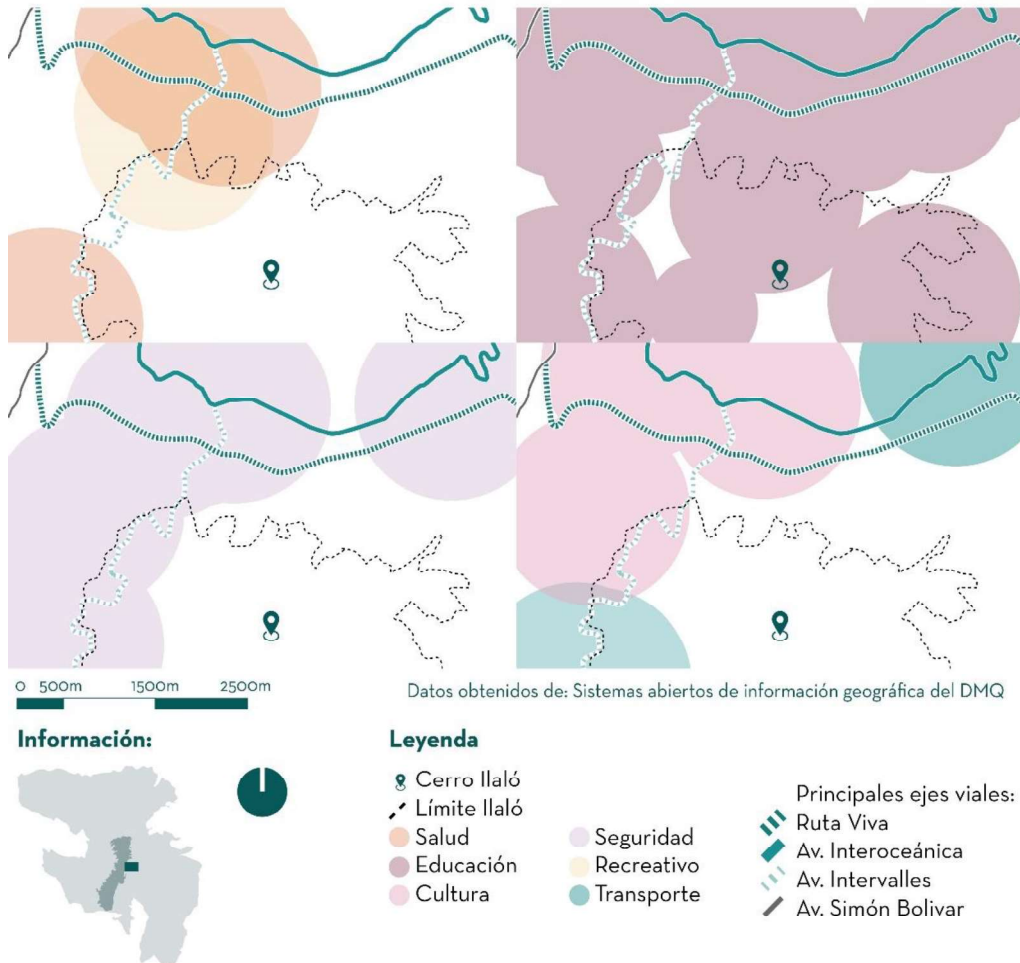 0 500m 1500m 2500m
Datos obtenidos de: Sistemas abiertos de información geográfica del DMQ
Información:
Leyenda
Cerro Ilaló
Límite Ilaló
Salud
Educación
Cultura
Seguridad
Recreativo
Transporte
Principales ejes viales:
Ruta Viva
Av. Interoceánica
Av. Intervalles
Av. Simón Bolivar